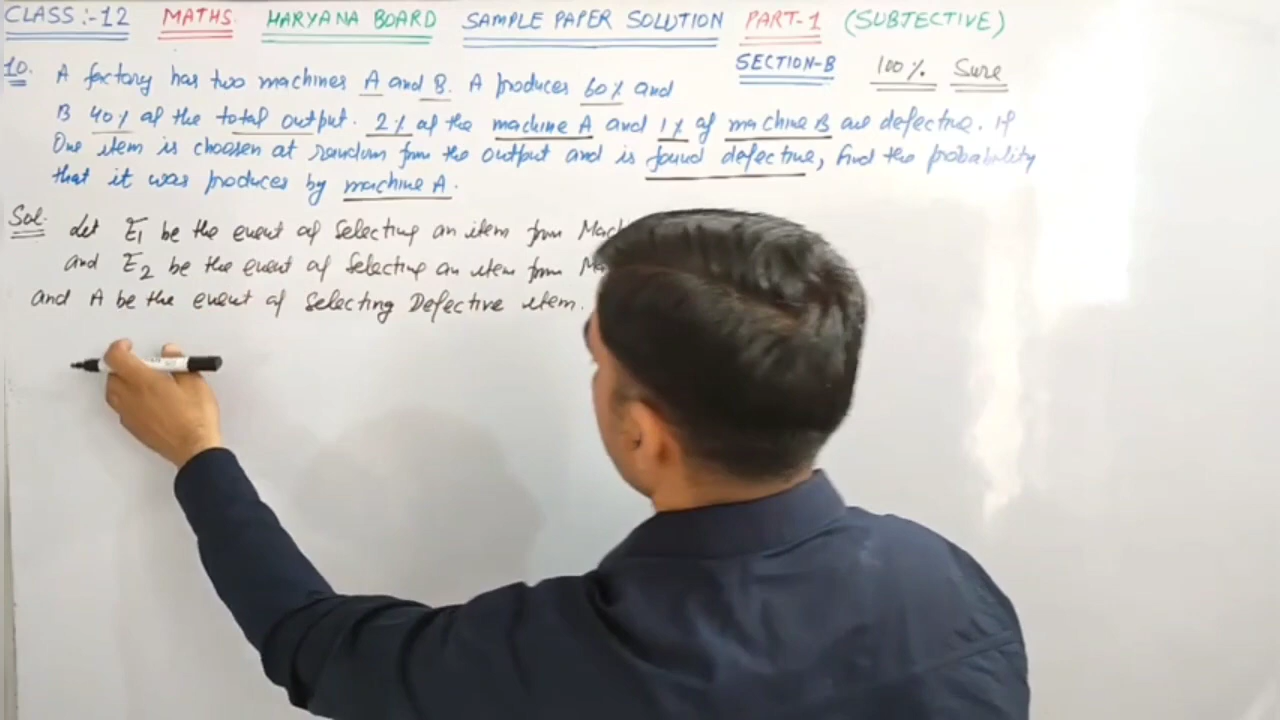 CLASS :- 12 MATHS. HARYANA BOARD SAMPLE PAPER SOLUTION PART-1 (SUBJECTIVE)
SECTION-B 100%. Sure
10. A factory has two machines A and B. A produces 60% and
B 40% of the total output. 2% of the machine A and 1% of machine B are defective. If
One item is choosen at random from the output and is found defective, find the probability
that it was produces by machine A.
Sol. Let E1 be the event of Selecting an item from
and E2 be the event of Selecting an item from
and A be the event of Selecting Defective item.